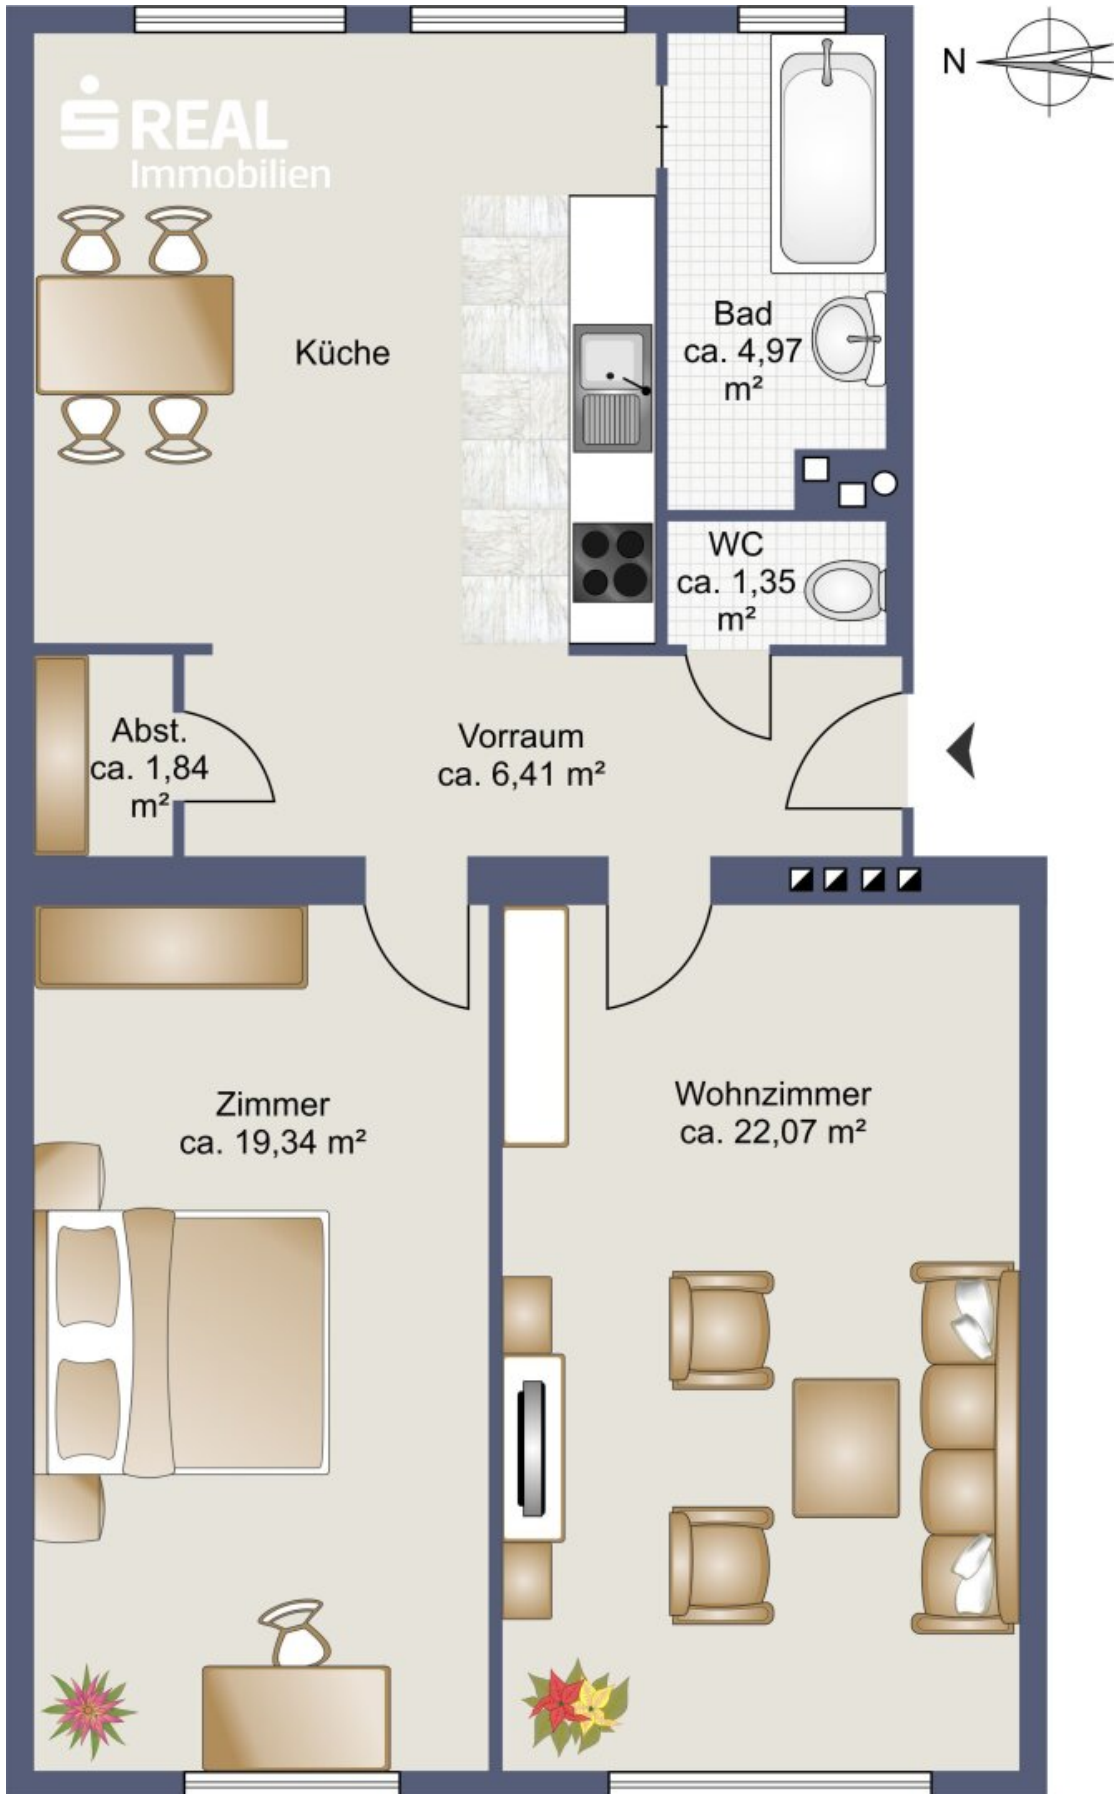 N
S REAL
Immobilien
Küche
Bad
ca. 4,97
m²
WC
ca. 1,35
m²
Abst.
ca. 1,84
m²
Vorraum
ca. 6,41 m²
Zimmer
ca. 19,34 m²
Wohnzimmer
ca. 22,07 m²